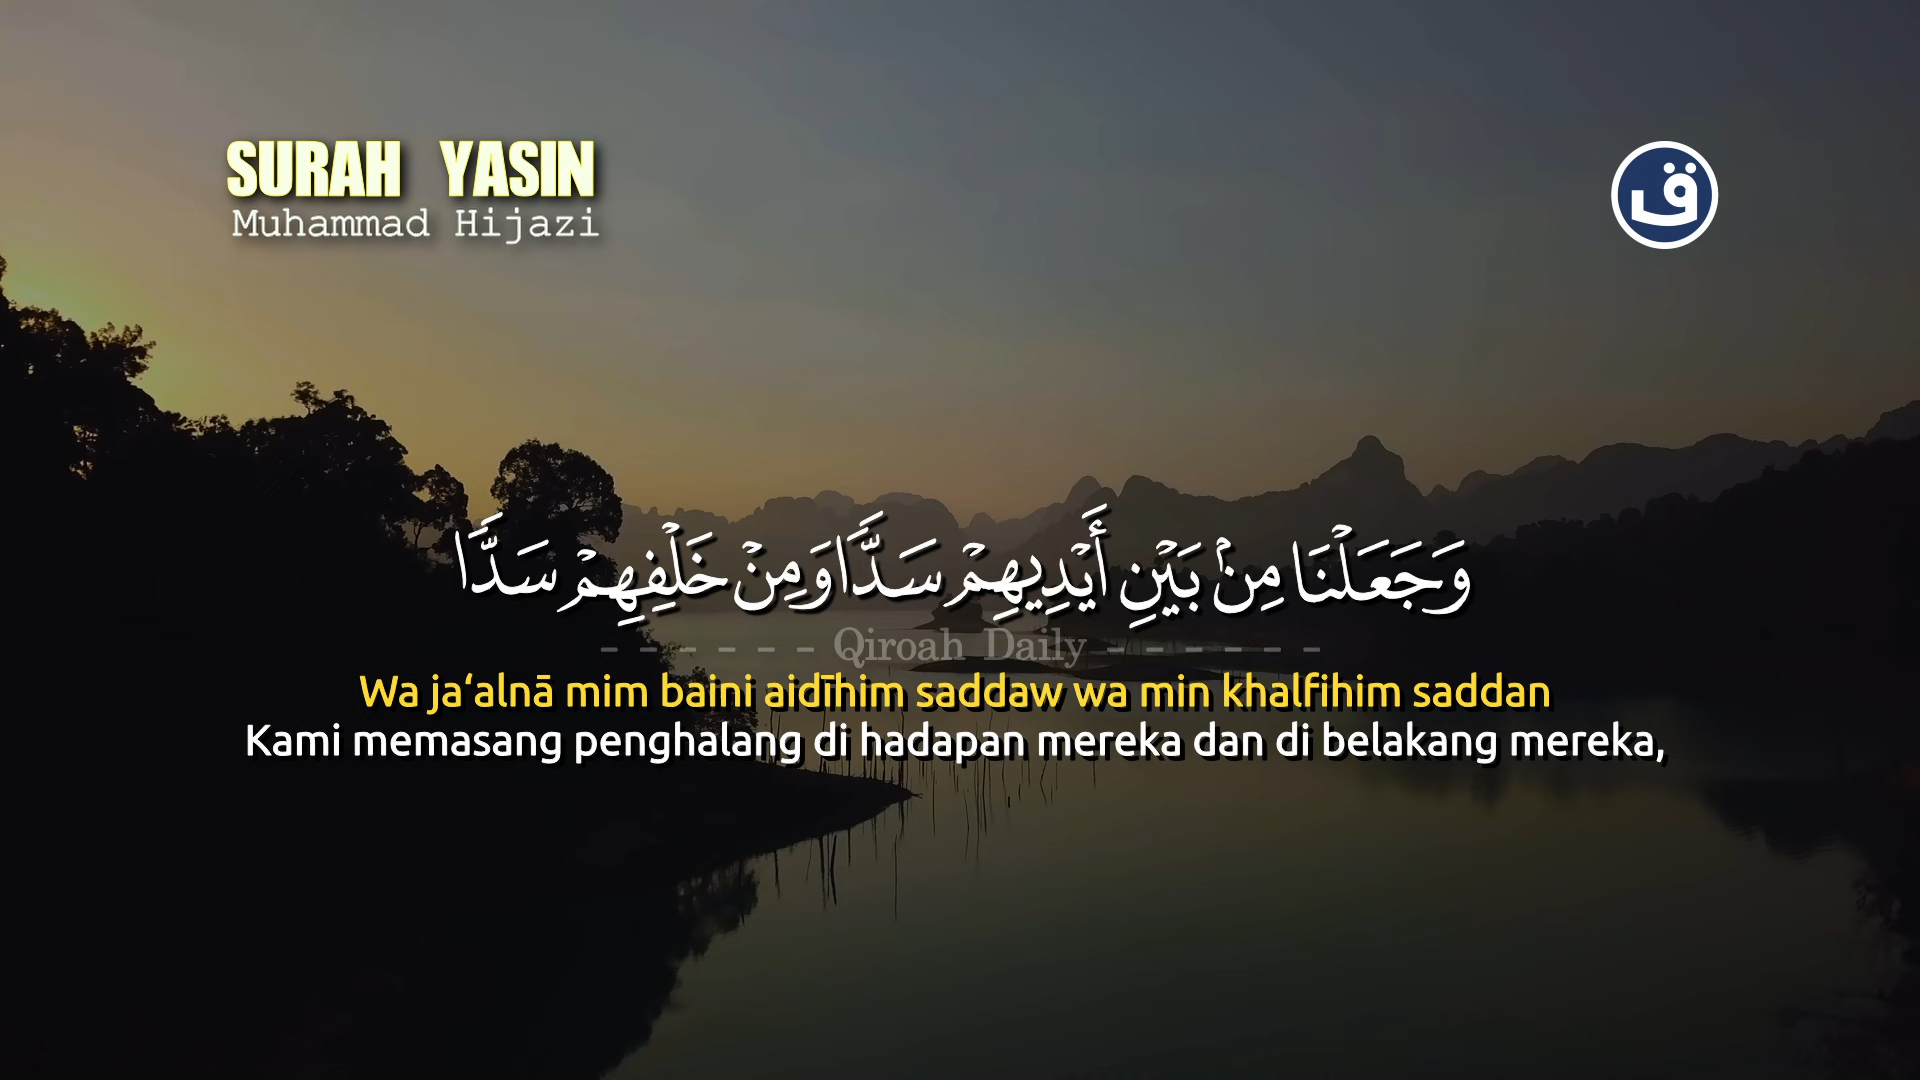 SURAH YASIN
Muhammad Hijazi
ق
وَجَعَلْنَا مِنْۢ بَيْنِ أَيْدِيهِمْ سَدًّا وَمِنْ خَلْفِهِمْ سَدًّا
- - - - - - Qiroah Daily - - - - - -
Wa ja‘alnā mim baini aidīhim saddaw wa min khalfihim saddan
Kami memasang penghalang di hadapan mereka dan di belakang mereka,